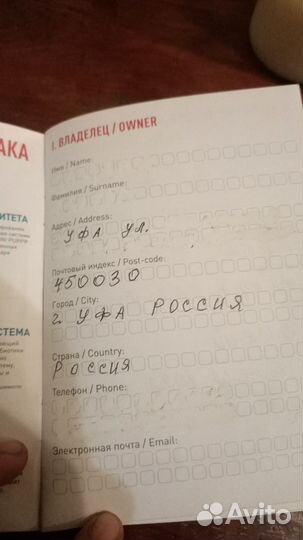 АКА
ИТЕТА
СТЕМА
I. ВЛАДЕЛЕЦ / OWNER
Имя / Name:
Фамилия / Surname:
Адрес / Address:
УФА УЛ.
Почтовый индекс / Post-code:
450030
Город / City:
г. УФА РОССИЯ
Страна / Country:
РОССИЯ
Телефон / Phone:
Электронная почта / Email:
Avito